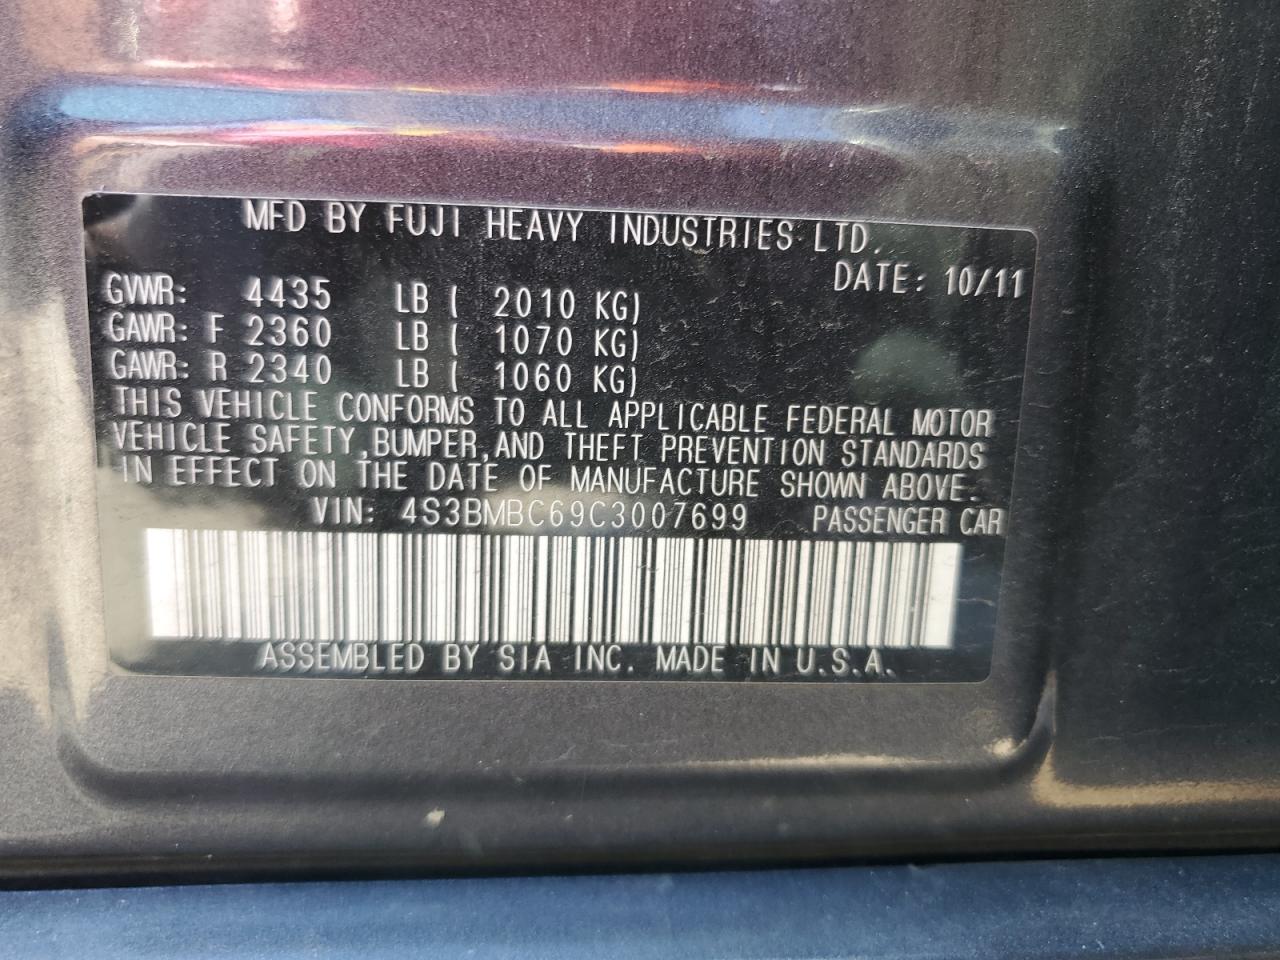 MFD BY FUJI HEAVY INDUSTRIES LTD.
DATE: 10/11
GVWR: 4435 LB ( 2010 KG)
GAWR: F 2360 LB ( 1070 KG)
GAWR: R 2340 LB ( 1060 KG)
THIS VEHICLE CONFORMS TO ALL APPLICABLE FEDERAL MOTOR
VEHICLE SAFETY,BUMPER,AND THEFT PREVENTION STANDARDS
IN EFFECT ON THE DATE OF MANUFACTURE SHOWN ABOVE.
VIN: 4S3BMBC69C3007699 PASSENGER CAR
ASSEMBLED BY SIA INC. MADE IN U.S.A.